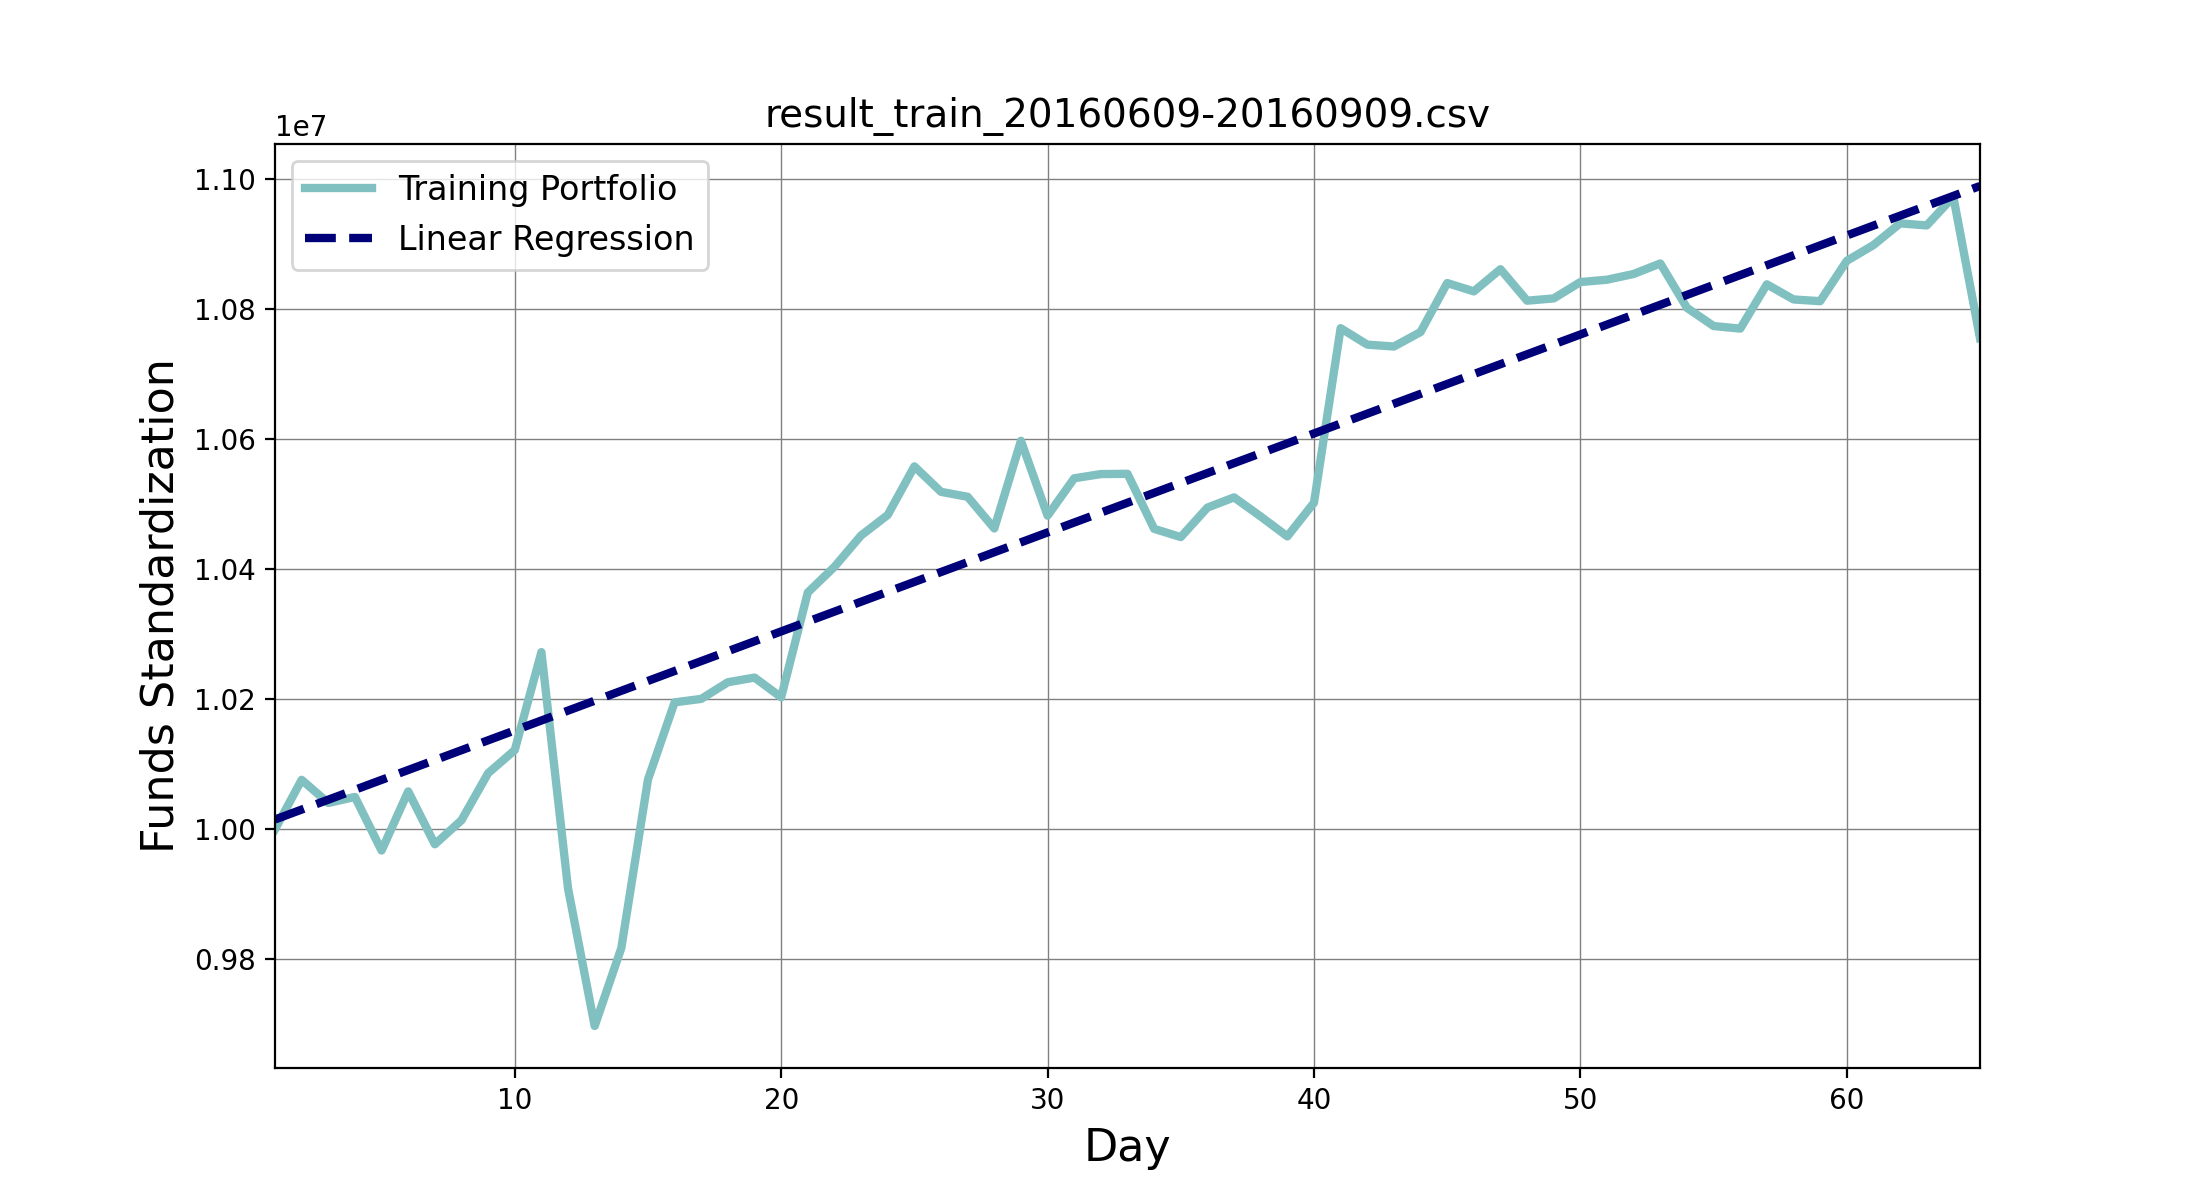 result_train_20160609-20160909.csv
1e7
Training Portfolio
Linear Regression
1.10
1.08
1.06
1.04
1.02
1.00
0.98
Funds Standardization
10 20 30 40 50 60
Day